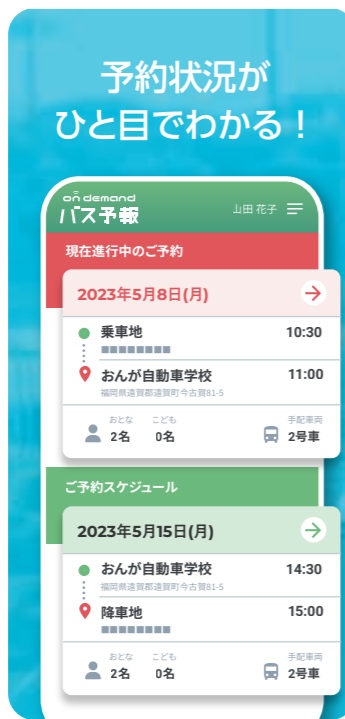 予約状況が
ひと目でわかる！
on demand
バス予報
山田 花子
現在進行中のご予約
2023年5月8日(月)
乗車地
10:30
■■■■■■■■
おんが自動車学校
11:00
福岡県遠賀郡遠賀町今古賀81-5
おとな
こども
手配車両
2名
0名
2号車
ご予約スケジュール
2023年5月15日(月)
おんが自動車学校
14:30
福岡県遠賀郡遠賀町今古賀81-5
降車地
15:00
■■■■■■■■
おとな
こども
手配車両
2名
0名
2号車